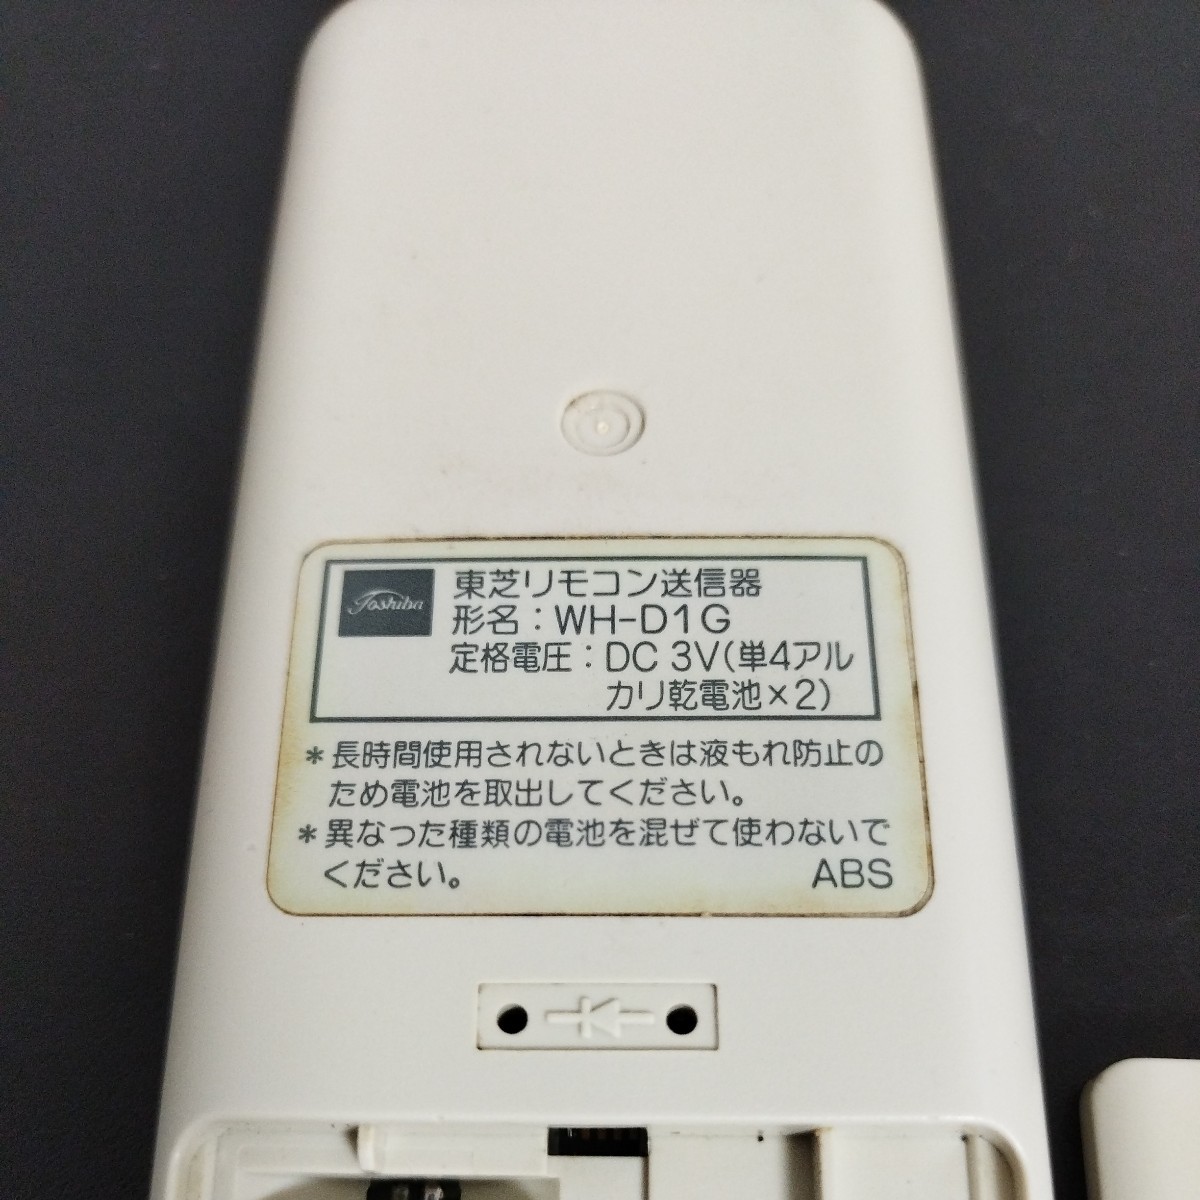 Toshiba
東芝リモコン送信器
形名：WH-D1G
定格電圧：DC 3V(単4アル
カリ乾電池×2)
*長時間使用されないときは液もれ防止の
ため電池を取出してください。
*異なった種類の電池を混ぜて使わないで
ください。 ABS